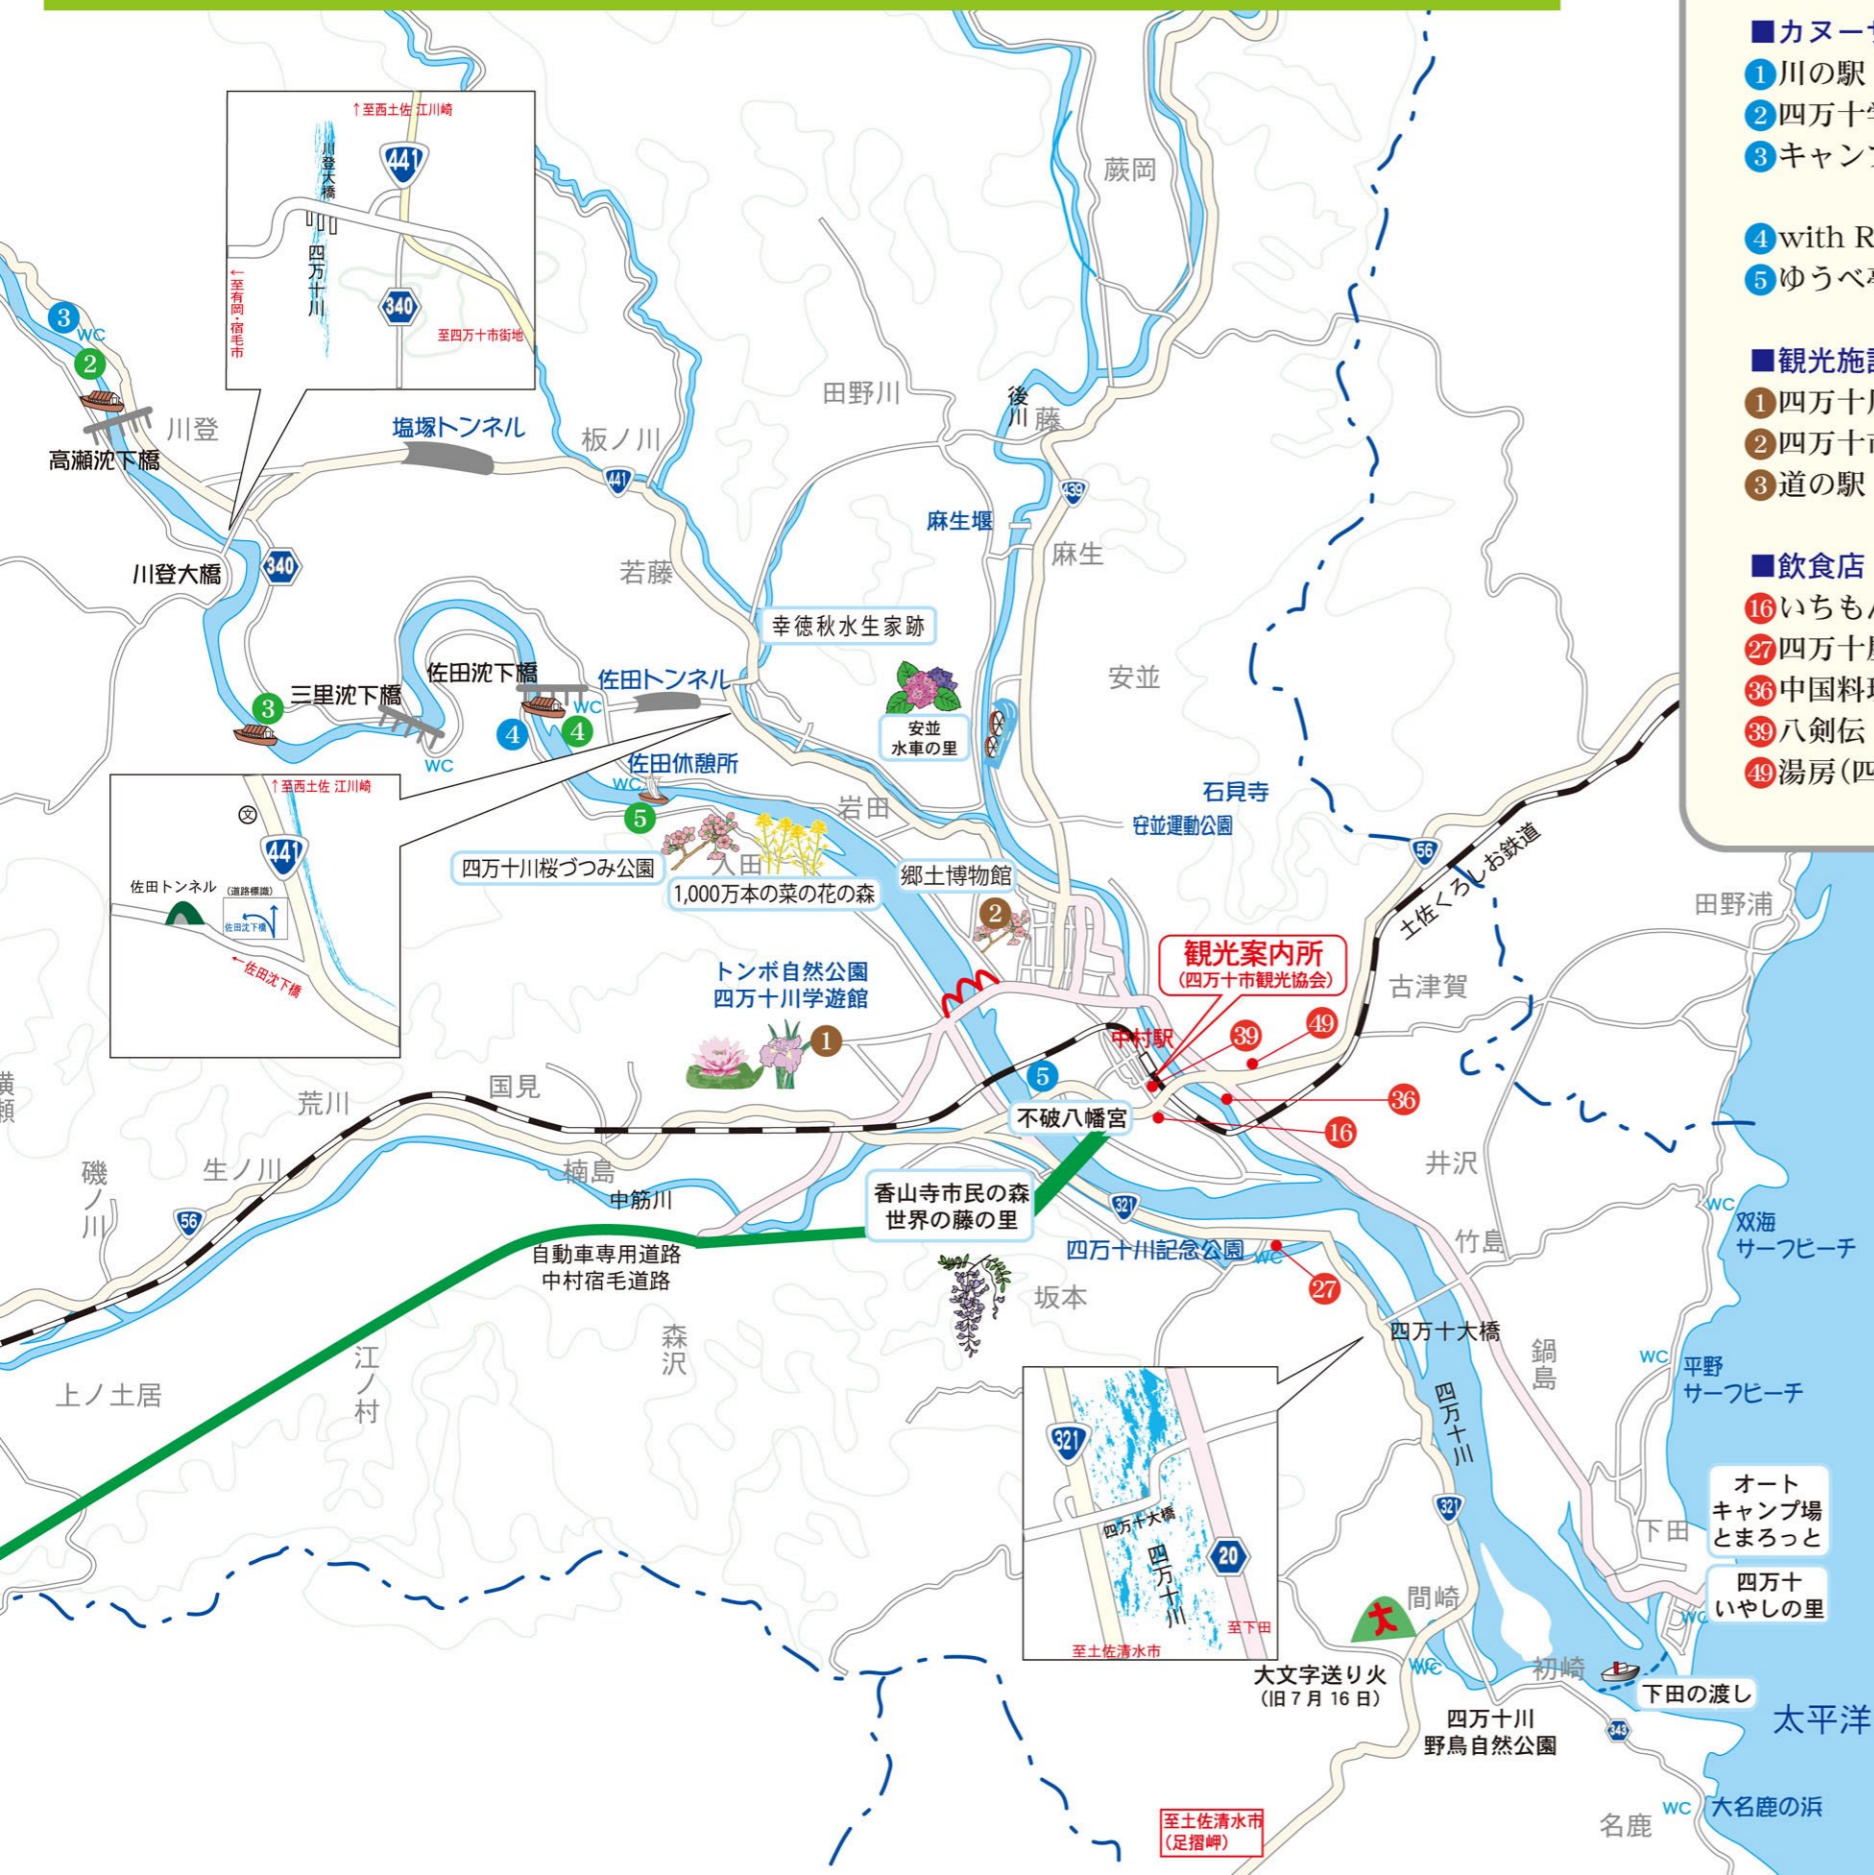 ■カヌー
1川の駅
2四万十
3キャン
4with R
5ゆうべ
■観光施
1四万十
2四万十
3道の駅
■飲食店
16いちも
27四万十
36中国料
39八剣伝
49湯房(四
↑至西土佐 江川崎
川登大橋
441
四万十川
340
←至有岡・宿毛市
至四万十市街地
蕨岡
3
WC
2
川登
高瀬沈下橋
塩塚トンネル
板ノ川
441
田野川
後川
藤
439
麻生堰
麻生
川登大橋
340
若藤
幸徳秋水生家跡
安並
佐田沈下橋
佐田トンネル
三里沈下橋
3
WC
4
4
WC
安並
水車の里
佐田休憩所
WC
5
岩田
石見寺
安並運動公園
56
土佐くろしお鉄道
↑至西土佐 江川崎
文
441
佐田トンネル
(道路標識)
佐田沈下橋
←佐田沈下橋
四万十川桜づつみ公園
入田
1,000万本の菜の花の森
郷土博物館
2
田野浦
観光案内所
(四万十市観光協会)
古津賀
トンボ自然公園
四万十川学遊館
1
中村駅
39
49
5
36
16
不破八幡宮
国見
荒川
横瀬
磯ノ川
生ノ川
楠島
中筋川
56
香山寺市民の森
世界の藤の里
321
井沢
竹島
WC
双海
サーフビーチ
自動車専用道路
中村宿毛道路
四万十川記念公園
WC
27
坂本
四万十大橋
鍋島
WC
平野
サーフビーチ
上ノ土居
江ノ村
森沢
四万十川
321
四万十大橋
四万十川
20
至土佐清水市
至下田
321
オート
キャンプ場
とまろっと
下田
四万十
いやしの里
WC
間崎
大
大文字送り火
(旧7月16日)
WC
WC
初崎
下田の渡し
四万十川
野鳥自然公園
343
太平洋
至土佐清水市
(足摺岬)
WC
大名鹿の浜
名鹿